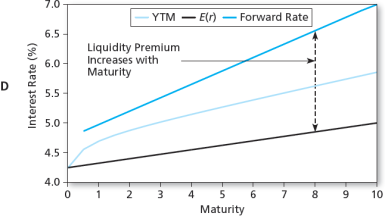 D
Interest Rate (%)
7.0
6.5
6.0
5.5
5.0
4.5
4.0
YTM E(r) Forward Rate
Liquidity Premium
Increases with
Maturity
0 1 2 3 4 5 6 7 8 9 10
Maturity